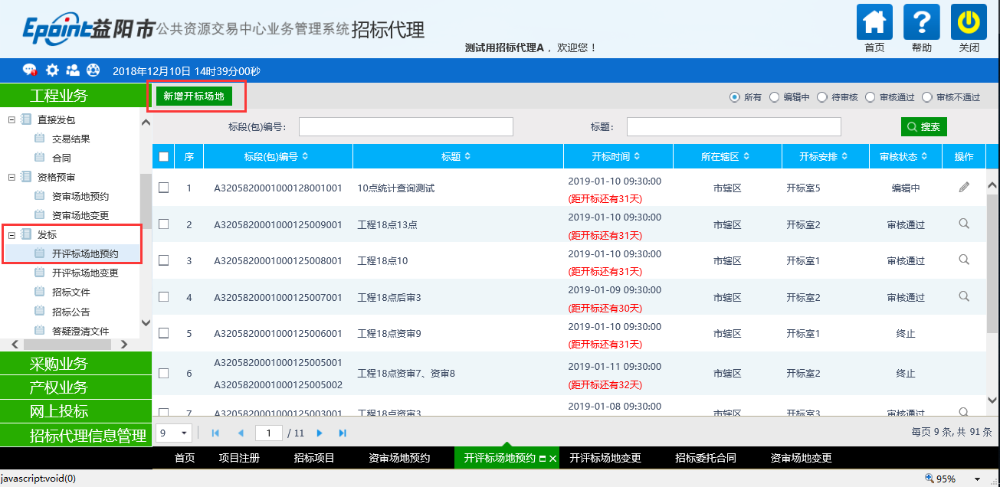 Epoint益阳市公共资源交易中心业务管理系统招标代理
测试用招标代理A ，欢迎您！
首页
帮助
关闭
2018年12月10日 14时39分00秒
工程业务
直接发包
交易结果
合同
资格预审
资审场地预约
资审场地变更
发标
开评标场地预约
开评标场地变更
招标文件
招标公告
答疑澄清文件
采购业务
产权业务
网上投标
招标代理信息管理
新增开标场地
所有 编辑中 待审核 审核通过 审核不通过
标段(包)编号： 标题： 搜索
序 标段(包)编号 标题 开标时间 所在辖区 开标安排 审核状态 操作
1 A3205820001000128001001 10点统计查询测试 2019-01-10 09:30:00 市辖区 开标室5 编辑中
(距开标还有31天)
2 A3205820001000125009001 工程18点13点 2019-01-10 09:30:00 市辖区 开标室2 审核通过
(距开标还有31天)
3 A3205820001000125008001 工程18点10 2019-01-10 09:30:00 市辖区 开标室1 审核通过
(距开标还有31天)
4 A3205820001000125007001 工程18点后审3 2019-01-09 09:30:00 市辖区 开标室2 审核通过
(距开标还有30天)
5 A3205820001000125006001 工程18点资审9 2019-01-10 09:30:00 市辖区 开标室1 终止
(距开标还有31天)
6 A3205820001000125005001 A3205820001000125005002 工程18点资审7、资审8 2019-01-11 09:30:00 市辖区 开标室2 终止
(距开标还有32天)
7 A3205820001000125003001 工程18点资审3 2019-01-08 09:30:00 市辖区 开标室3 审核通过
9 1 / 11 每页 9 条, 共 91 条
首页 项目注册 招标项目 资审场地预约 开评标场地预约 开评标场地变更 招标委托合同 资审场地变更
javascript:void(0) 95%